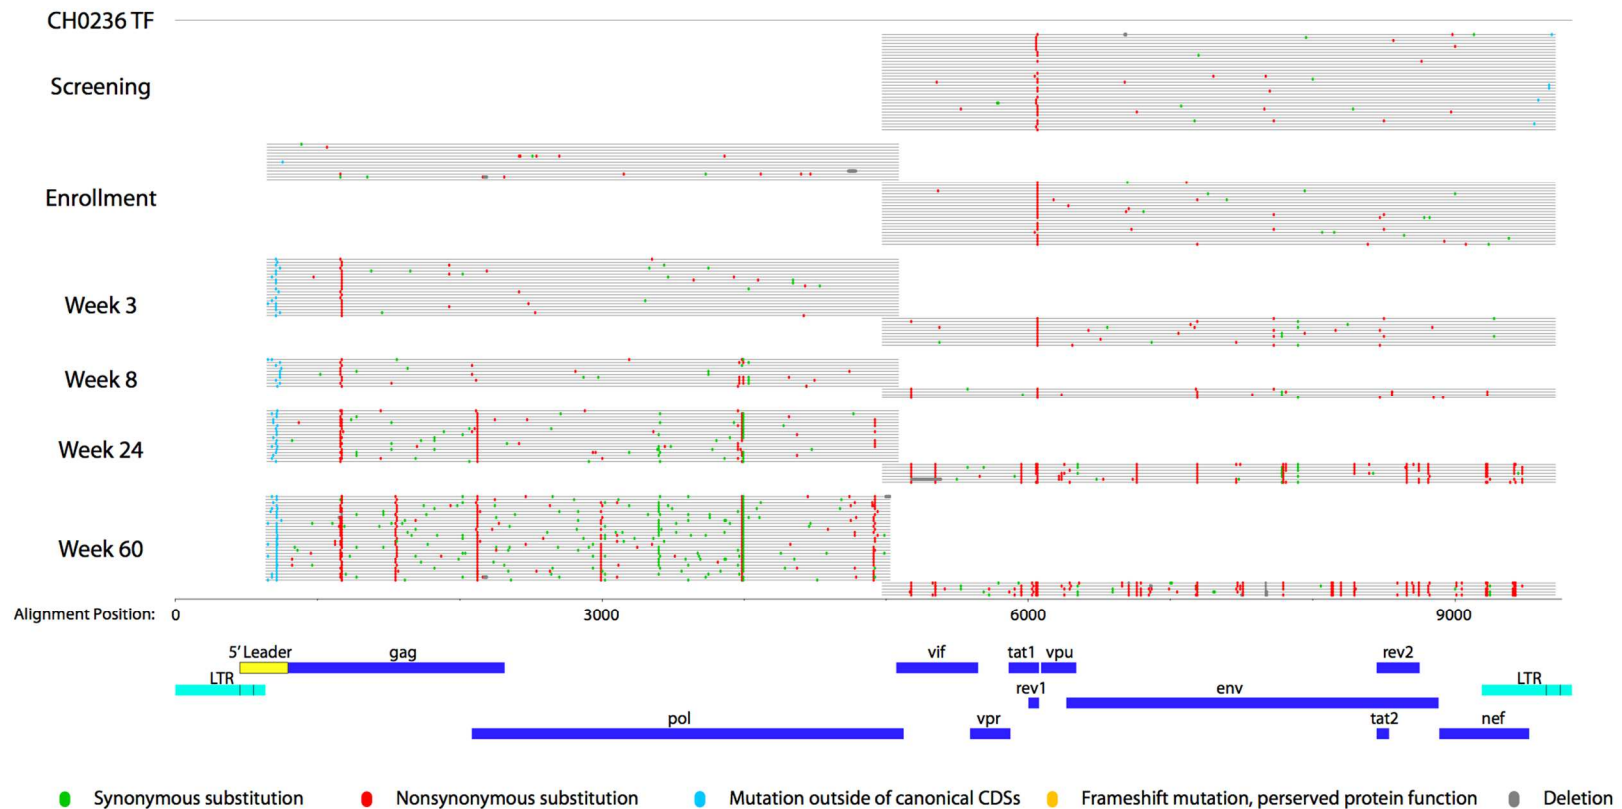 CH0236 TF
Screening
Enrollment
Week 3
Week 8
Week 24
Week 60
Alignment Position: 0 3000 6000 9000
5' Leader gag vif tat1 vpu rev2
LTR rev1 env LTR
pol vpr tat2 nef
Synonymous substitution Nonsynonymous substitution Mutation outside of canonical CDSs Frameshift mutation, perserved protein function Deletion